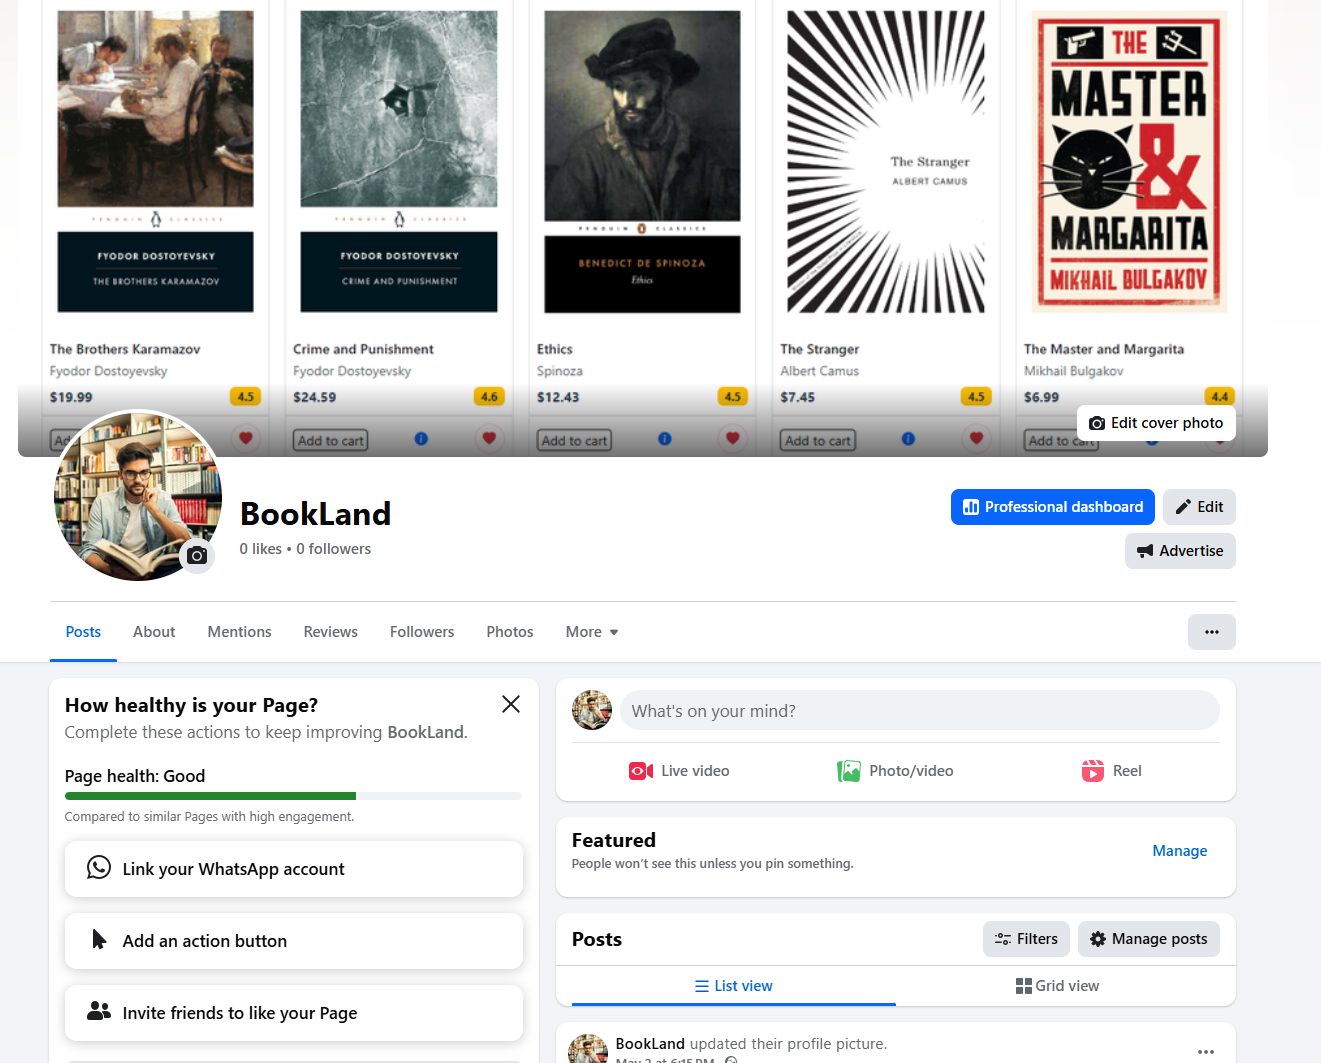 THE
MASTER
&
MARGARITA
MIKHAIL BULGAKOV
The Stranger
ALBERT CAMUS
PENGUIN CLASSICS
PENGUIN CLASSICS
PENGUIN CLASSICS
FYODOR DOSTOYEVSKY
THE BROTHERS KARAMAZOV
FYODOR DOSTOYEVSKY
CRIME AND PUNISHMENT
BENEDICT DE SPINOZA
Ethics
The Brothers Karamazov
Fyodor Dostoyevsky
$19.99 4.5
Crime and Punishment
Fyodor Dostoyevsky
$24.59 4.6
Add to cart
Ethics
Spinoza
$12.43 4.5
Add to cart
The Stranger
Albert Camus
$7.45 4.5
Add to cart
The Master and Margarita
Mikhail Bulgakov
$6.99 4.4
Add to cart
Edit cover photo
BookLand
0 likes • 0 followers
Professional dashboard
Edit
Advertise
Posts About Mentions Reviews Followers Photos More
How healthy is your Page?
Complete these actions to keep improving BookLand.
Page health: Good
Compared to similar Pages with high engagement.
Link your WhatsApp account
Add an action button
Invite friends to like your Page
What's on your mind?
Live video Photo/video Reel
Featured
People won't see this unless you pin something.
Manage
Posts Filters Manage posts
List view Grid view
BookLand updated their profile picture.
May 2 at 6:15 PM